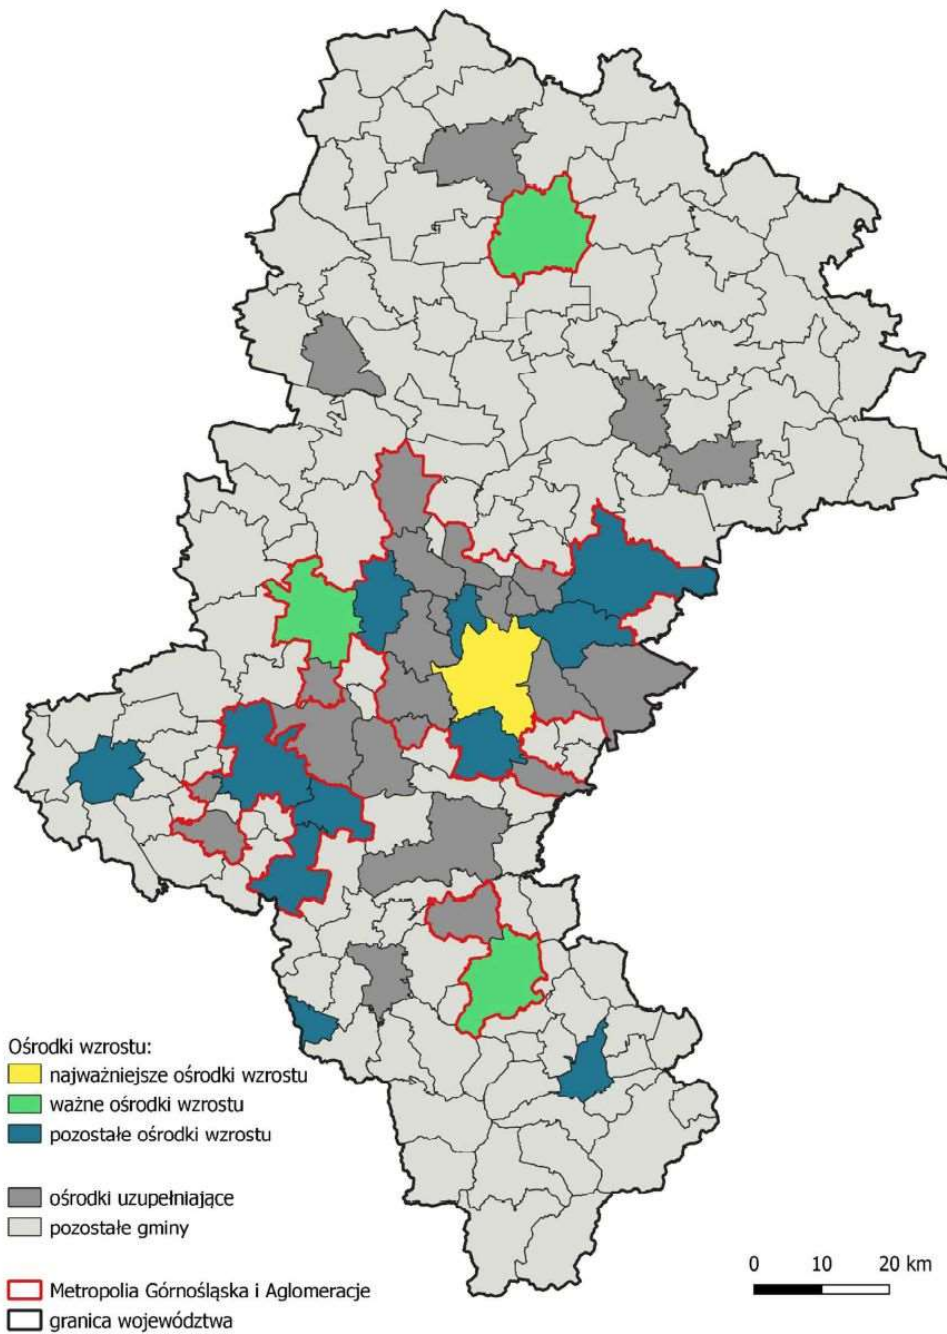 Ośrodki wzrostu:
najważniejsze ośrodki wzrostu
ważne ośrodki wzrostu
pozostałe ośrodki wzrostu
ośrodki uzupełniające
pozostałe gminy
Metropolia Górnośląska i Aglomeracje
granica województwa
0 10 20 km